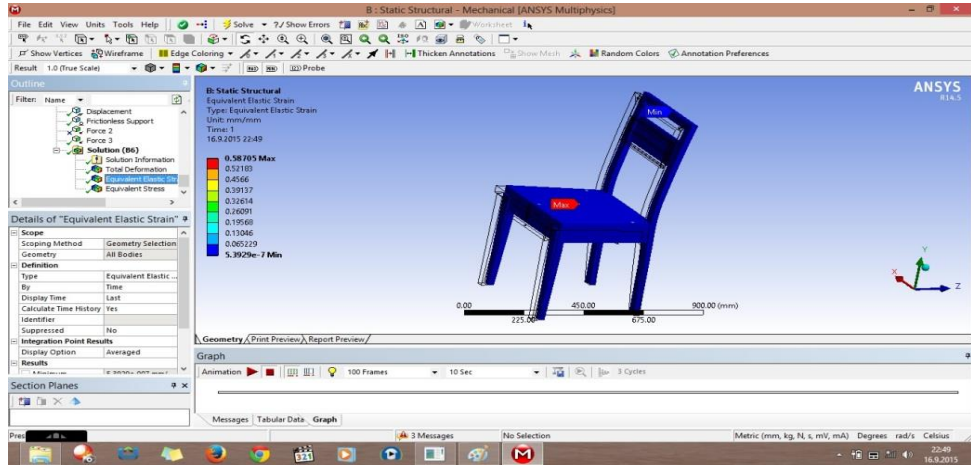 B : Static Structural - Mechanical [ANSYS Multiphysics]
File Edit View Units Tools Help Solve ?/ Show Errors Worksheet
Show Vertices Wireframe Edge Coloring Thicken Annotations Show Mesh Random Colors Annotation Preferences
Result 1.0 (True Scale) Probe
Outline
Filter: Name
Displacement
Frictionless Support
Force 2
Force 3
Solution (B6)
Solution Information
Total Deformation
Equivalent Elastic Str
Equivalent Stress
Details of "Equivalent Elastic Strain"
Scope
Scoping Method Geometry Selection
Geometry All Bodies
Definition
Type Equivalent Elastic ...
By Time
Display Time Last
Calculate Time History Yes
Identifier
Suppressed No
Integration Point Results
Display Option Averaged
Results
Section Planes
B: Static Structural
Equivalent Elastic Strain
Type: Equivalent Elastic Strain
Unit: mm/mm
Time: 1
16.9.2015 22:49
0.58705 Max
0.52183
0.4566
0.39137
0.32614
0.26091
0.19568
0.13046
0.065229
5.3929e-7 Min
ANSYS
R14.5
Min
Max
Y
X
Z
0.00 450.00 900.00 (mm)
225.00 675.00
Geometry Print Preview Report Preview
Graph
Animation 100 Frames 10 Sec 3 Cycles
Messages Tabular Data Graph
3 Messages No Selection Metric (mm, kg, N, s, mV, mA) Degrees rad/s Celsius
22:49
16.9.2015